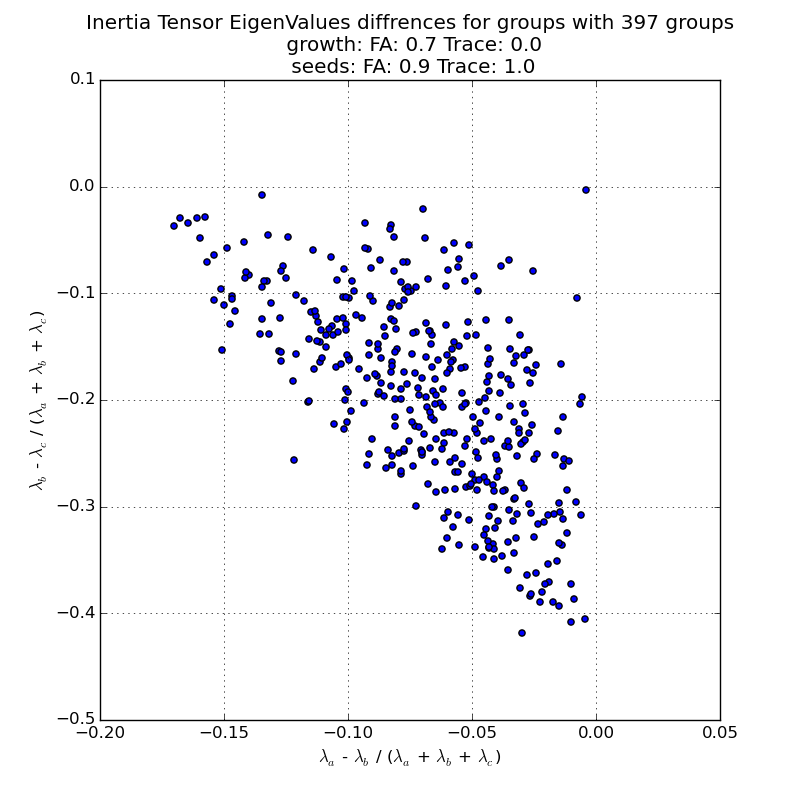 Inertia Tensor EigenValues diffrences for groups with 397 groups
growth: FA: 0.7 Trace: 0.0
seeds: FA: 0.9 Trace: 1.0
0.1
0.0
−0.1
−0.2
−0.3
−0.4
−0.5
λb - λc / (λa + λb + λc)
−0.20 −0.15 −0.10 −0.05 0.00 0.05
λa - λb / (λa + λb + λc)